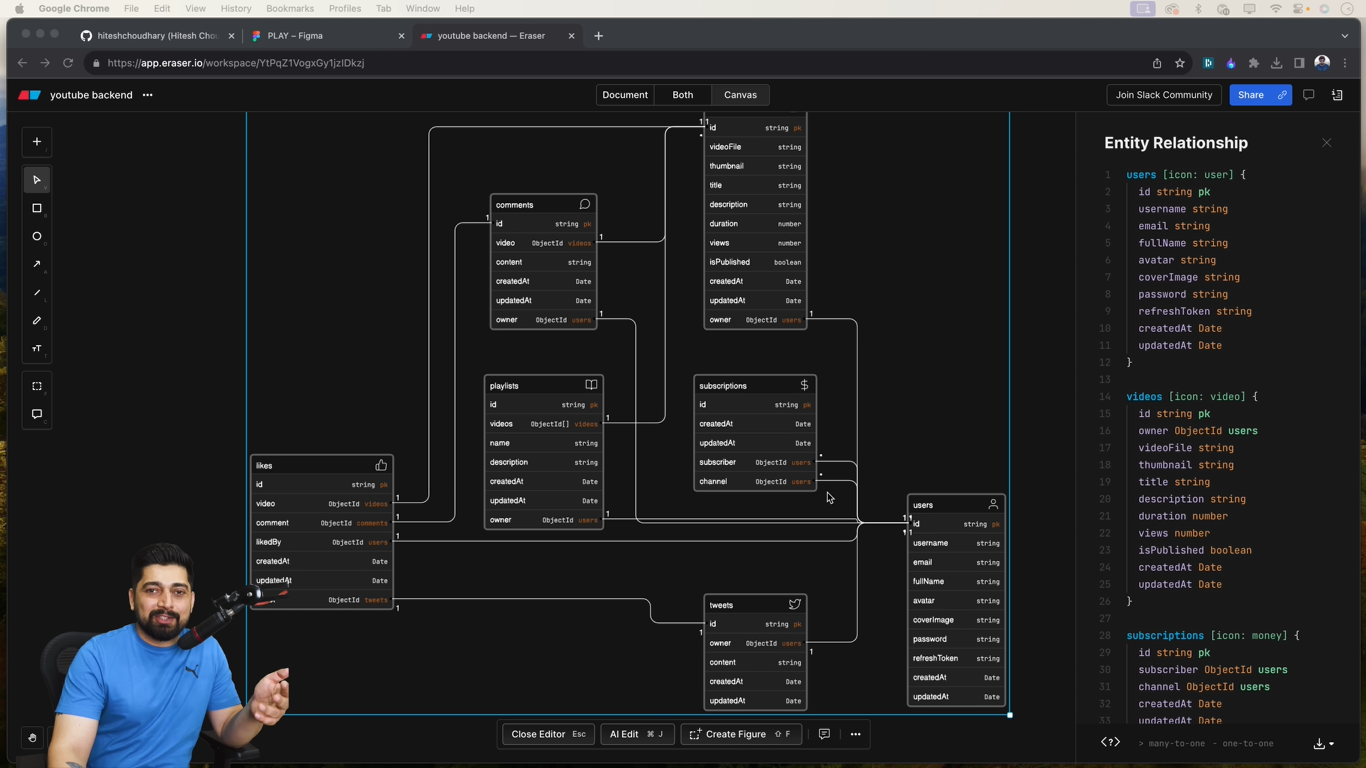 Google Chrome File Edit View History Bookmarks Profiles Tab Window Help
hiteshchoudhary (Hitesh Chou
PLAY – Figma
youtube backend — Eraser
https://app.eraser.io/workspace/YtPqZ1VogxGy1jzIDkzj
youtube backend
Document Both Canvas
Join Slack Community
Share
id string pk
videoFile string
thumbnail string
title string
description string
duration number
views number
isPublished boolean
createdAt Date
updatedAt Date
owner ObjectId users
comments
id string pk
video ObjectId videos
content string
createdAt Date
updatedAt Date
owner ObjectId users
playlists
id string pk
videos ObjectId[] videos
name string
description string
createdAt Date
updatedAt Date
owner ObjectId users
subscriptions
id string pk
createdAt Date
updatedAt Date
subscriber ObjectId users
channel ObjectId users
likes
id string pk
video ObjectId videos
comment ObjectId comments
likedBy ObjectId users
createdAt Date
updatedAt Date
ObjectId tweets
users
id string pk
username string
email string
fullName string
avatar string
coverImage string
password string
refreshToken string
createdAt Date
updatedAt Date
tweets
id string pk
owner ObjectId users
content string
createdAt Date
updatedAt Date
Close Editor Esc
AI Edit ⌘ J
Create Figure ⇧ F
Entity Relationship
1 users [icon: user] {
2 id string pk
3 username string
4 email string
5 fullName string
6 avatar string
7 coverImage string
8 password string
9 refreshToken string
10 createdAt Date
11 updatedAt Date
12 }
13
14 videos [icon: video] {
15 id string pk
16 owner ObjectId users
17 videoFile string
18 thumbnail string
19 title string
20 description string
21 duration number
22 views number
23 isPublished boolean
24 createdAt Date
25 updatedAt Date
26 }
27
28 subscriptions [icon: money] {
29 id string pk
30 subscriber ObjectId users
31 channel ObjectId users
32 createdAt Date
33 updatedAt Date
> many-to-one - one-to-one